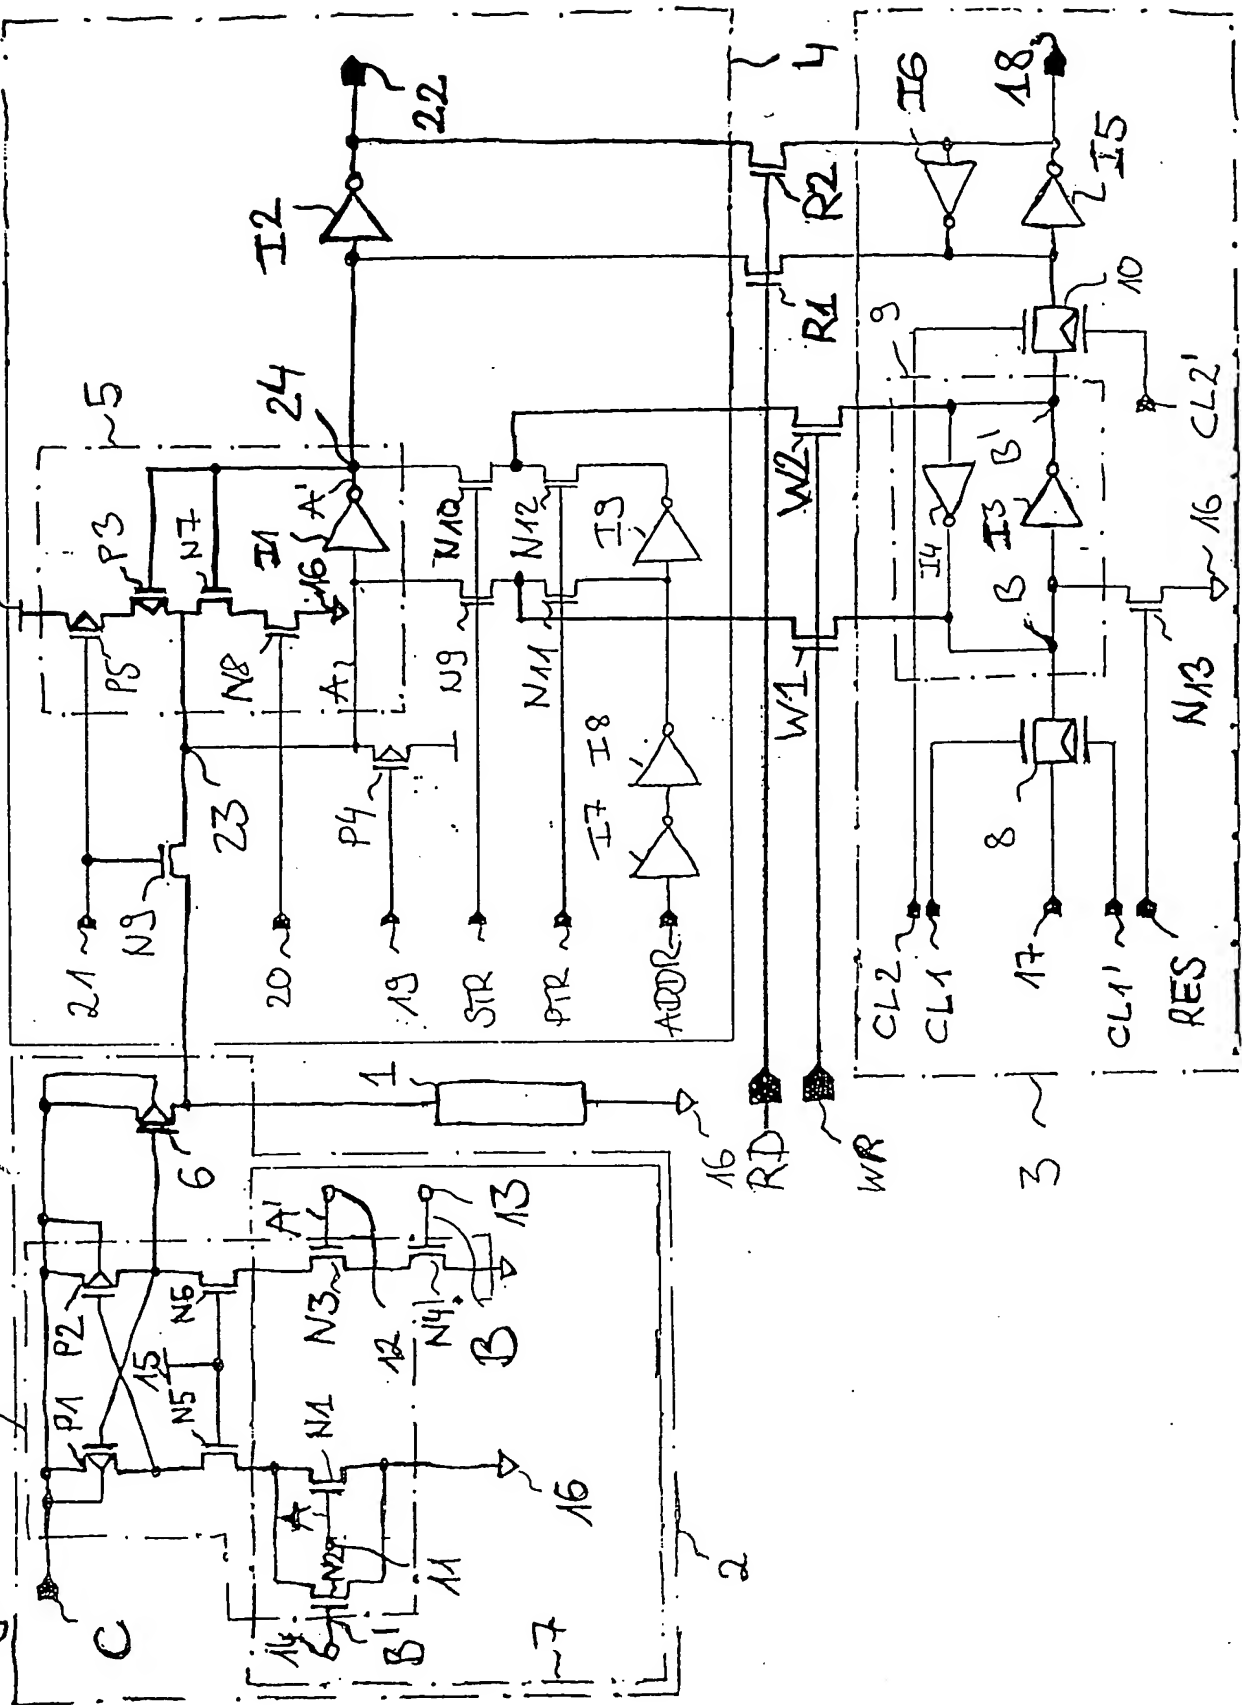 C
P1
P2
15
N5
N6
6
1
16
A
N1
N2
11
14
B'
A'
N3
12
N4
13
B
16
7
2
21
N9
23
20
19
P4
STR
PTR
ADDR
I7
I8
I9
5
P5
P3
N7
N8
16
I1
A
A'
24
N9
N10
N11
N12
I2
22
4
RD
WR
R1
R2
W1
W2
3
CL2
CL1
17
CL1'
RES
8
9
I4
I3
B
B'
N13
16
10
CL2'
I6
I5
18